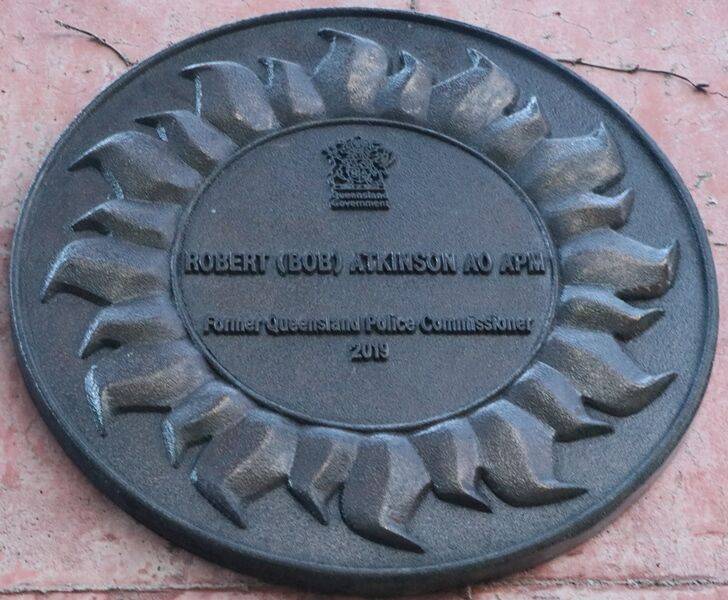 Queensland
Government
ROBERT (BOB) ATKINSON AO APM
Former Queensland Police Commissioner
2019